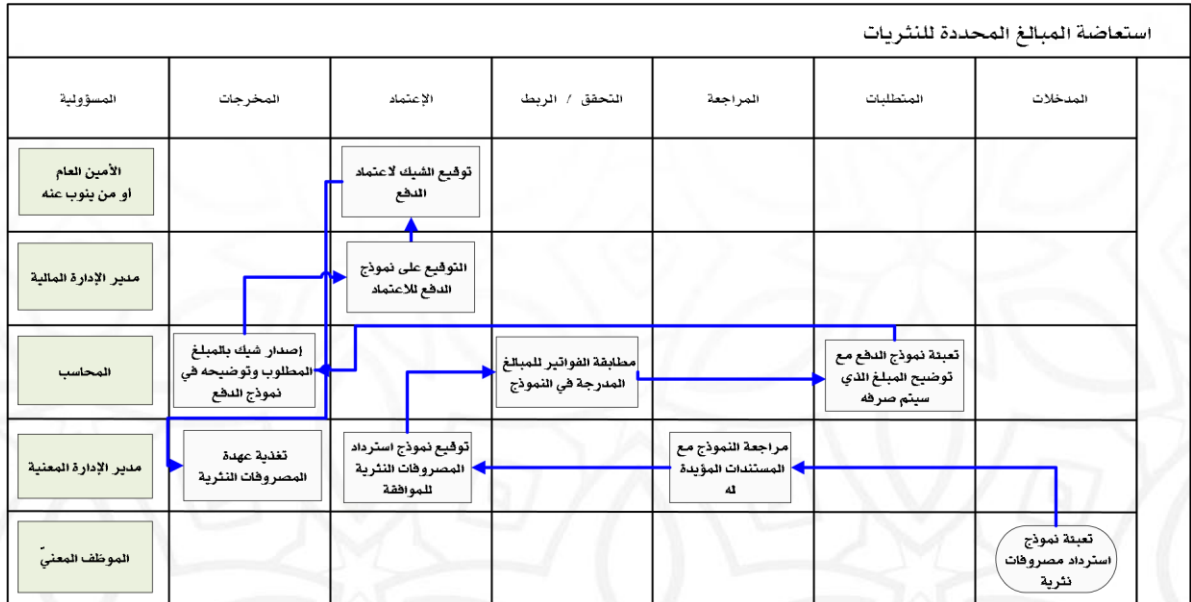 استعاضة المبالغ المحددة للنثريات
المدخلات
المتطلبات
المراجعة
التحقق / الربط
الإعتماد
المخرجات
المسؤولية
توقيع الشيك لاعتماد
الدفع
الأمين العام
او من ينوب عنه
التوقيع على نموذج
الدفع للاعتماد
مدير الإدارة المالية
تعبئة نموذج الدفع مع
توضيح المبلغ الذي
سيتم صرفه
مطابقة الفواتير للمبالغ
المدرجة في النموذج
إصدار شيك بالمبلغ
المطلوب وتوضيحه في
نموذج الدفع
المحاسب
مراجعة النموذج مع
المستندات المؤيدة
له
توقيع نموذج استرداد
المصروفات النثرية
للموافقة
تغذية عهدة
المصروفات النثرية
مدير الإدارة المعنية
تعبئة نموذج
استرداد مصروفات
نثرية
الموظف المعنيّ